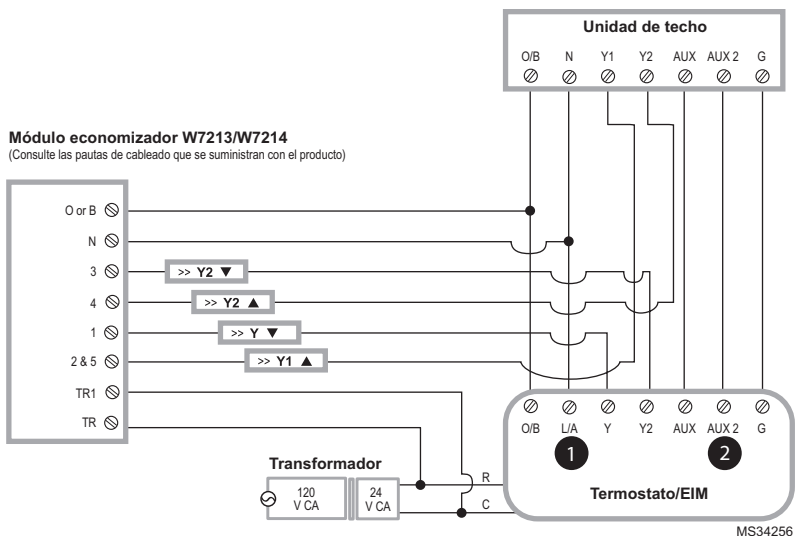 Unidad de techo
O/B N Y1 Y2 AUX AUX 2 G
Módulo economizador W7213/W7214
(Consulte las pautas de cableado que se suministran con el producto)
O or B
N
3 >> Y2 ▼
4 >> Y2 ▲
1 >> Y ▼
2 & 5 >> Y1 ▲
TR1
TR
O/B L/A Y Y2 AUX AUX 2 G
1 2
Transformador
120 V CA
24 V CA
R
C
Termostato/EIM
MS34256